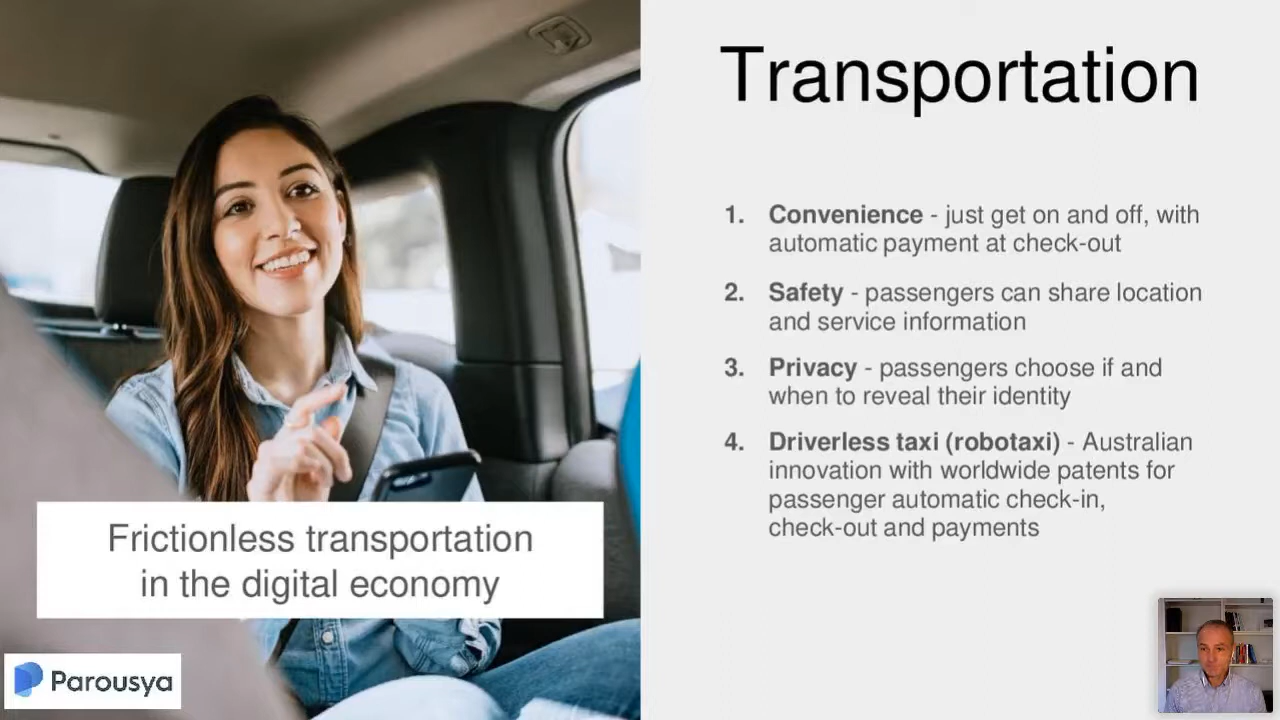 Transportation
1. Convenience - just get on and off, with
automatic payment at check-out
2. Safety - passengers can share location
and service information
3. Privacy - passengers choose if and
when to reveal their identity
4. Driverless taxi (robotaxi) - Australian
innovation with worldwide patents for
passenger automatic check-in,
check-out and payments
Frictionless transportation
in the digital economy
Parousya